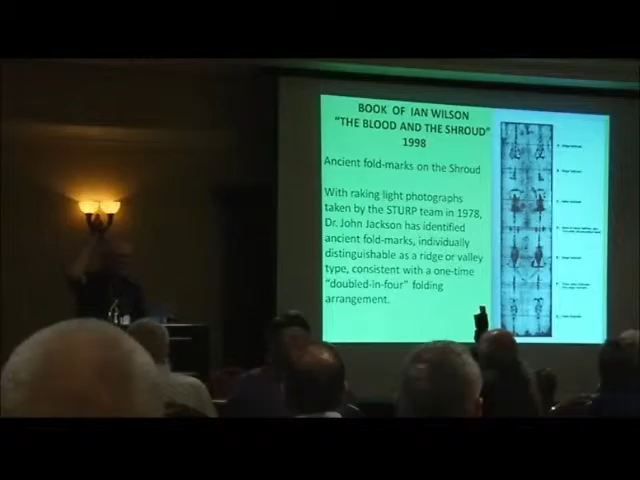 BOOK OF IAN WILSON
"THE BLOOD AND THE SHROUD"
1998
Ancient fold-marks on the Shroud
With raking light photographs
taken by the STURP team in 1978,
Dr. John Jackson has identified
ancient fold-marks, individually
distinguishable as a ridge or valley
type, consistent with a one-time
"doubled-in-four" folding
arrangement.